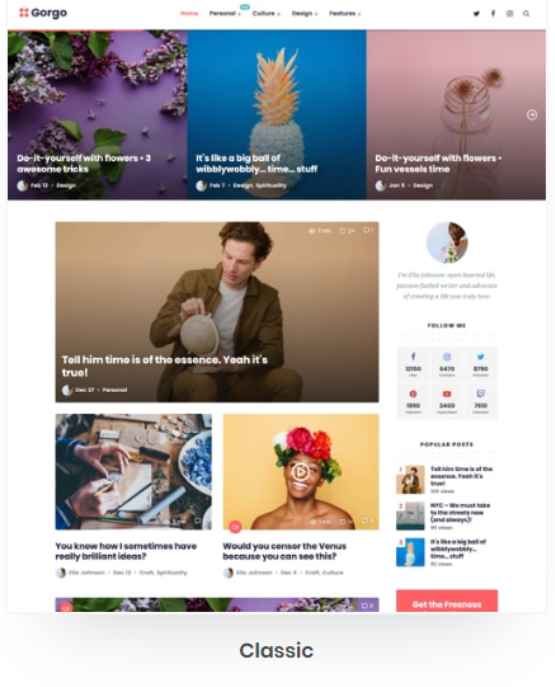 Gorgo
Home Personal Culture Design Features
Do-it-yourself with flowers • 3
awesome tricks
Feb 13 • Design
It's like a big ball of
wibblywobbly... time... stuff
Feb 7 • Design, Spirituality
Do-it-yourself with flowers •
Fun vessels time
Jan 5 • Design
Tell him time is of the essence. Yeah it's
true!
Dec 27 • Personal
You know how I sometimes have
really brilliant ideas?
Ella Johnson • Dec 12 • Craft, Spirituality
Would you censor the Venus
because you can see this?
Ella Johnson • Dec 4 • Craft, Culture
I'm Ella Johnson: open hearted life,
passion-fuelled writer and advocate
of creating a life you truly love
FOLLOW ME
12190 6470 8790
1990 3400 7610
POPULAR POSTS
1
Tell him time is of the
essence. Yeah it's
true!
NYC – We must take
to the streets now
(and always)!
It's like a big ball of
wibblywobbly...
time... stuff
Get the Fresness
Classic